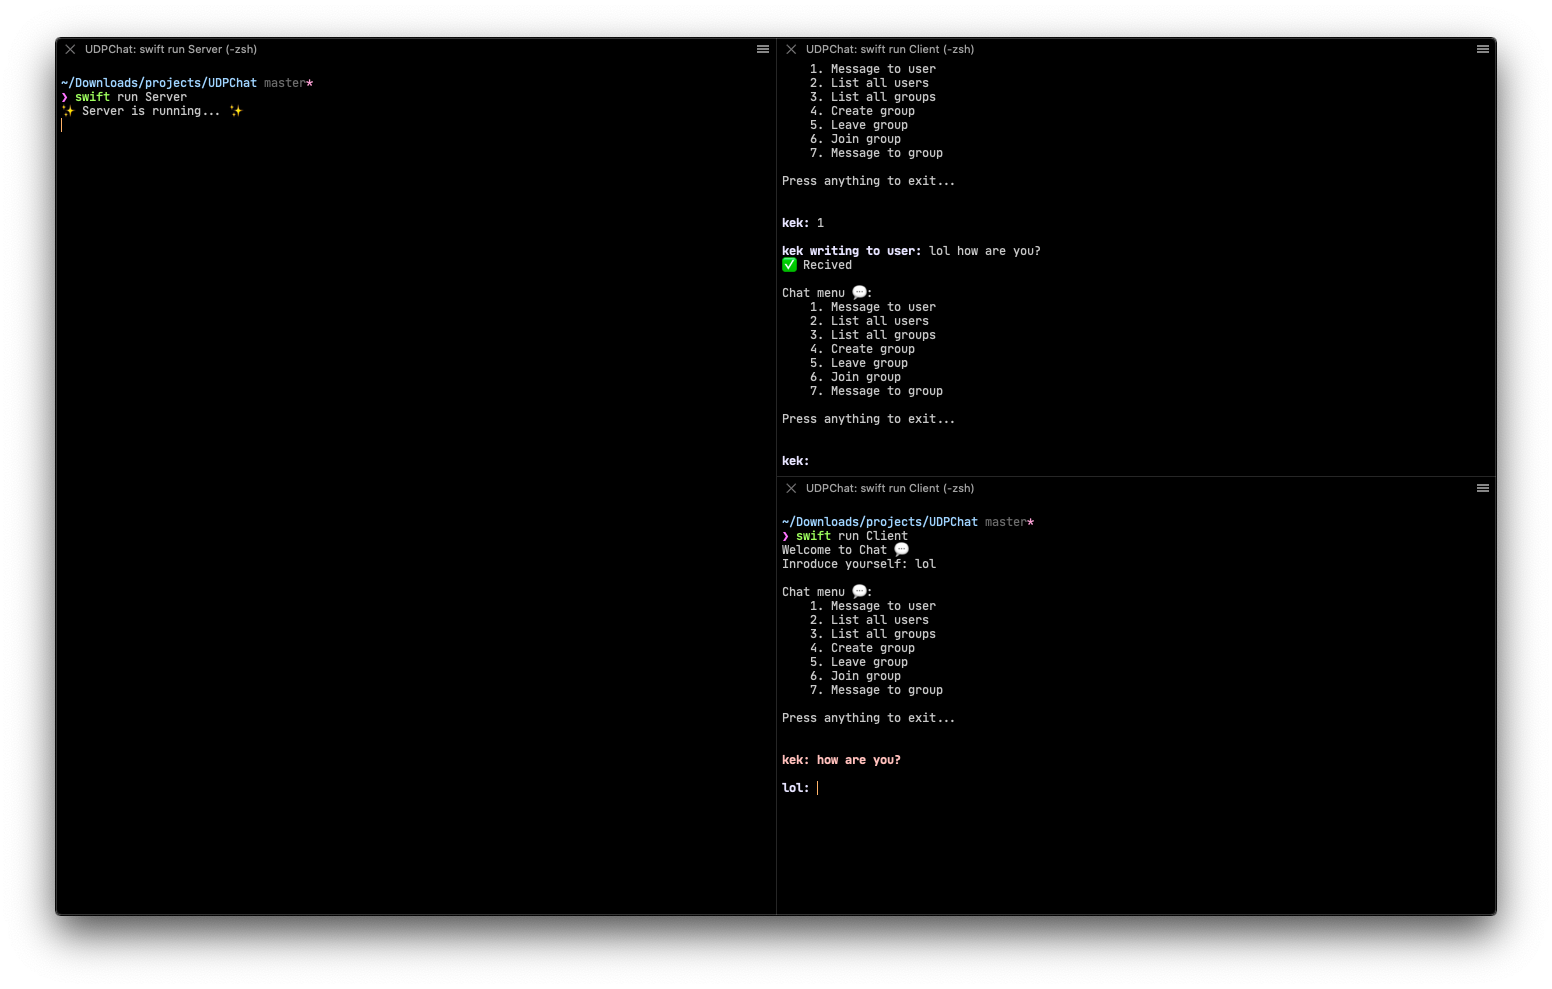 UDPChat: swift run Server (-zsh)
~/Downloads/projects/UDPChat master*
❯ swift run Server
✨ Server is running... ✨
UDPChat: swift run Client (-zsh)
1. Message to user
2. List all users
3. List all groups
4. Create group
5. Leave group
6. Join group
7. Message to group
Press anything to exit...
kek: 1
kek writing to user: lol how are you?
✅ Recived
Chat menu 💬:
1. Message to user
2. List all users
3. List all groups
4. Create group
5. Leave group
6. Join group
7. Message to group
Press anything to exit...
kek:
UDPChat: swift run Client (-zsh)
~/Downloads/projects/UDPChat master*
❯ swift run Client
Welcome to Chat 💬
Inroduce yourself: lol
Chat menu 💬:
1. Message to user
2. List all users
3. List all groups
4. Create group
5. Leave group
6. Join group
7. Message to group
Press anything to exit...
kek: how are you?
lol: